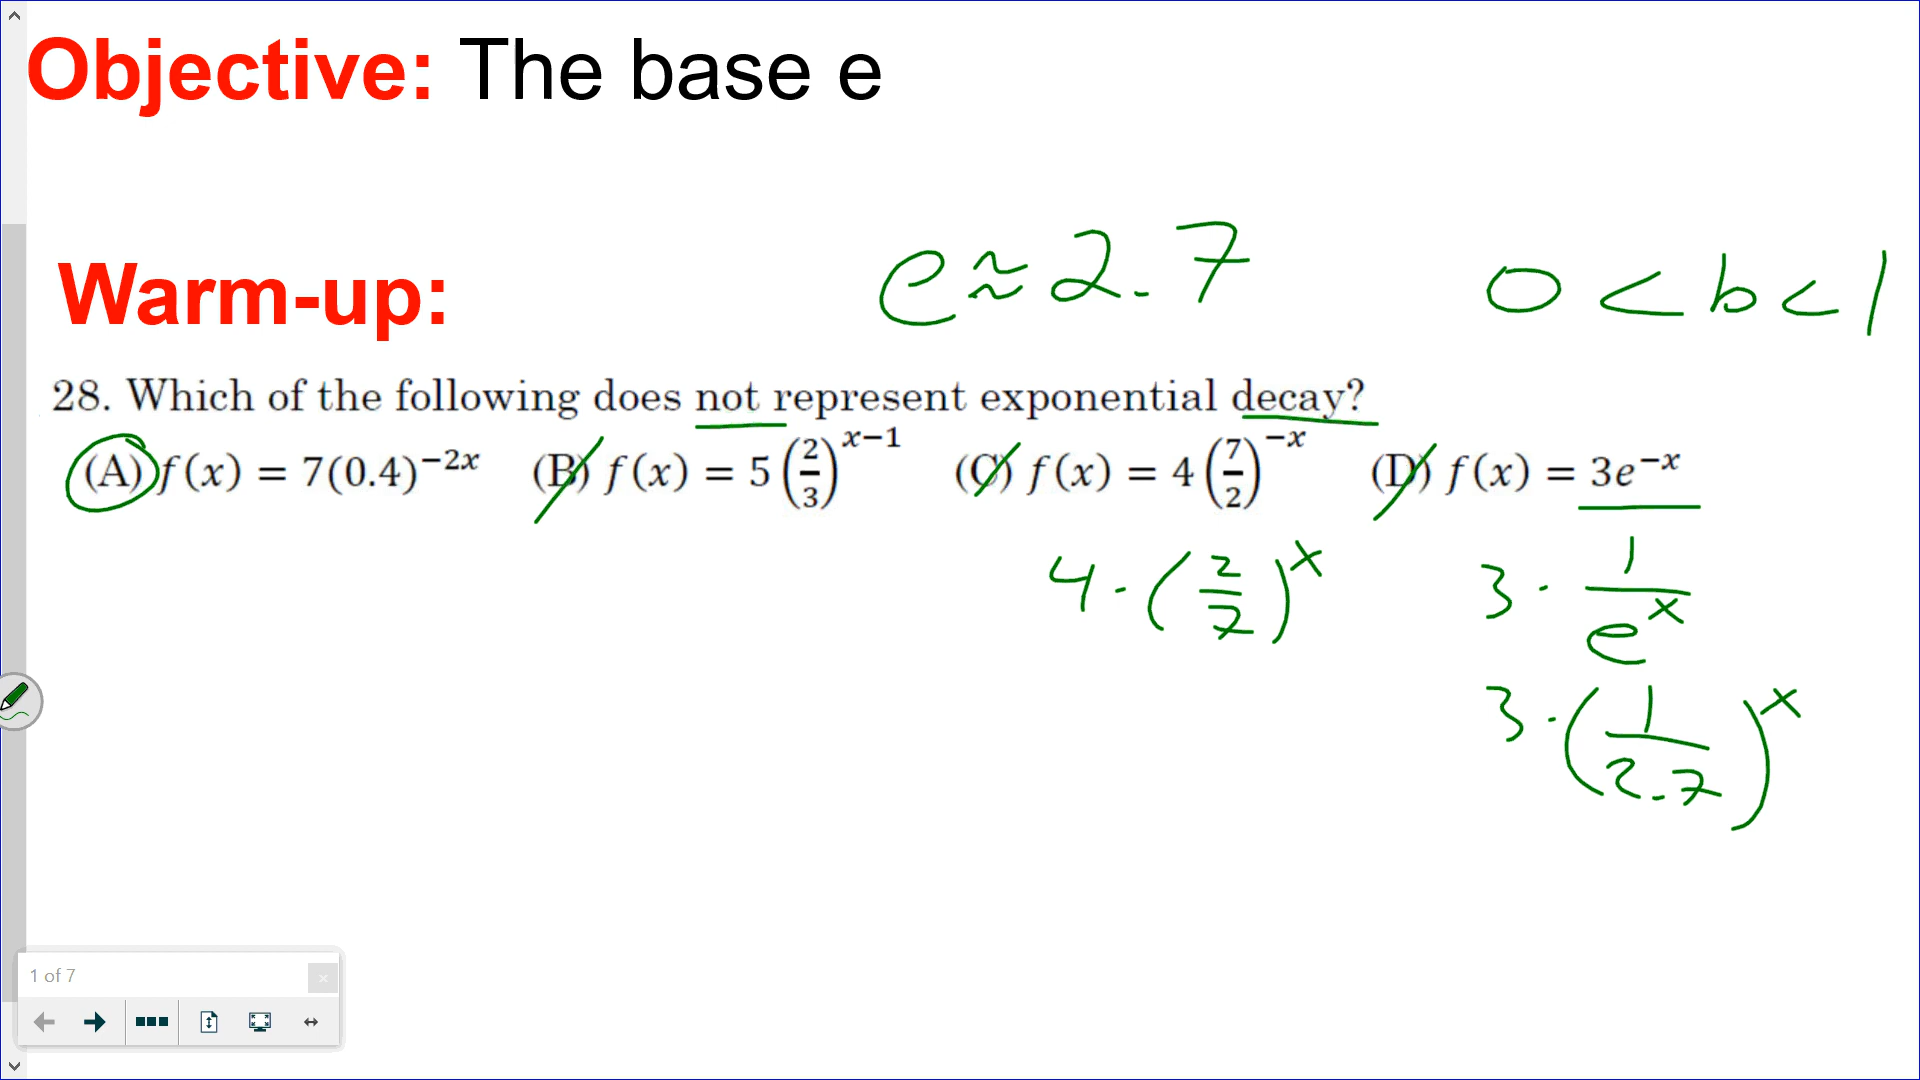 Objective: The base e
e ≈ 2.7 0 < b < 1
Warm-up:
28. Which of the following does not represent exponential decay?
(A) f(x) = 7(0.4)^{-2x} (B) f(x) = 5(2/3)^{x-1} (C) f(x) = 4(7/2)^{-x} (D) f(x) = 3e^{-x}
4 · (2/7)^x 3 · 1/e^x
3 · (1/2.7)^x
1 of 7